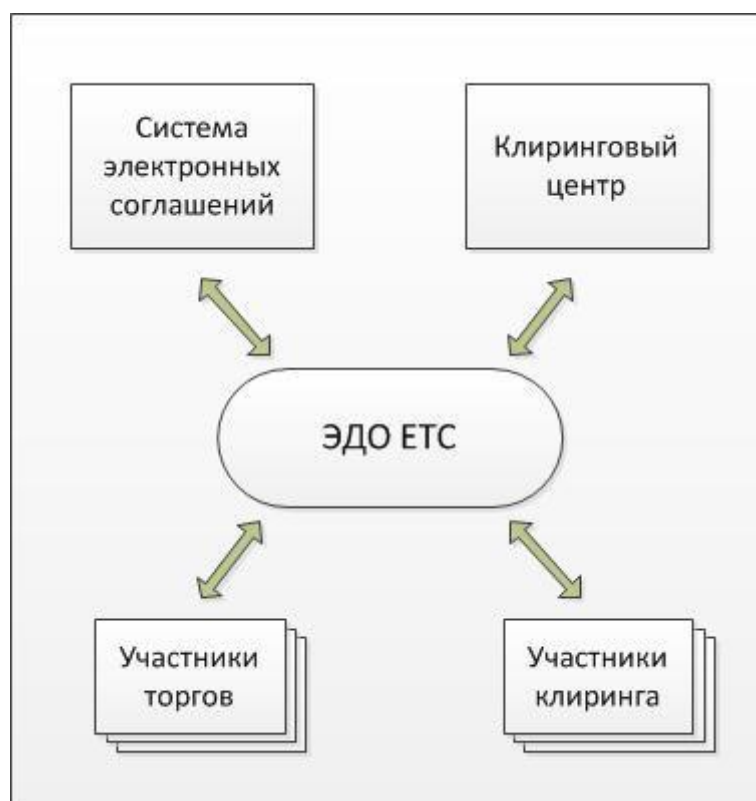 Система
электронных
соглашений
Клиринговый
центр
ЭДО ЕТС
Участники
торгов
Участники
клиринга